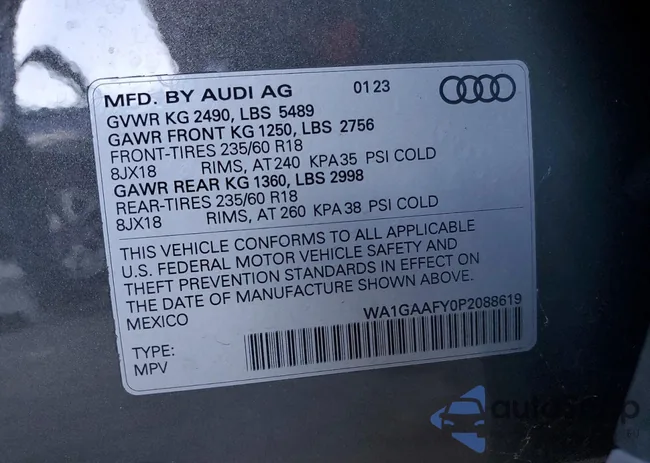 MFD. BY AUDI AG 01 23
GVWR KG 2490, LBS 5489
GAWR FRONT KG 1250, LBS 2756
FRONT-TIRES 235/60 R18
8JX18 RIMS, AT 240 KPA 35 PSI COLD
GAWR REAR KG 1360, LBS 2998
REAR-TIRES 235/60 R18
8JX18 RIMS, AT 260 KPA 38 PSI COLD
THIS VEHICLE CONFORMS TO ALL APPLICABLE
U.S. FEDERAL MOTOR VEHICLE SAFETY AND
THEFT PREVENTION STANDARDS IN EFFECT ON
THE DATE OF MANUFACTURE SHOWN ABOVE.
MEXICO
WA1GAAFY0P2088619
TYPE:
MPV